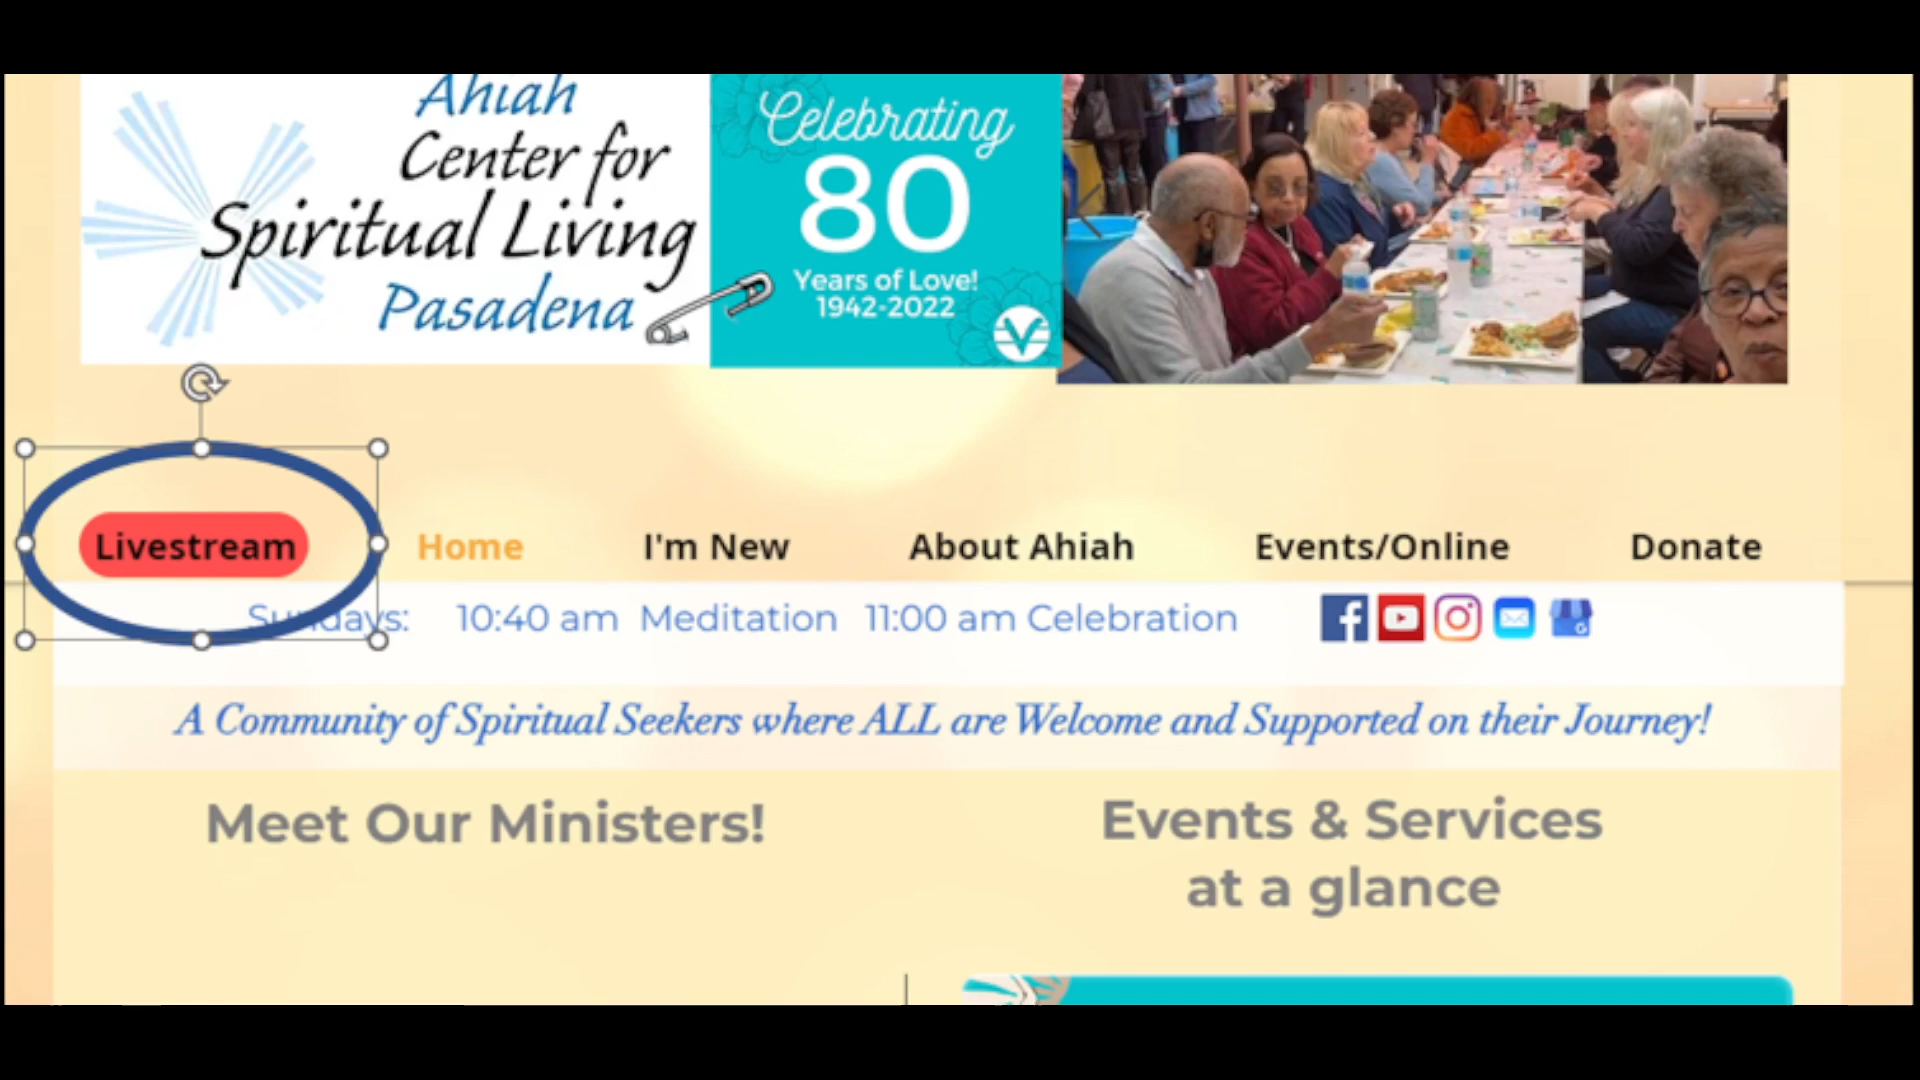 Ahiah
Center for
Spiritual Living
Pasadena
Celebrating
80
Years of Love!
1942-2022
Livestream
Home
I'm New
About Ahiah
Events/Online
Donate
Sundays: 10:40 am Meditation 11:00 am Celebration
A Community of Spiritual Seekers where ALL are Welcome and Supported on their Journey!
Meet Our Ministers!
Events & Services
at a glance